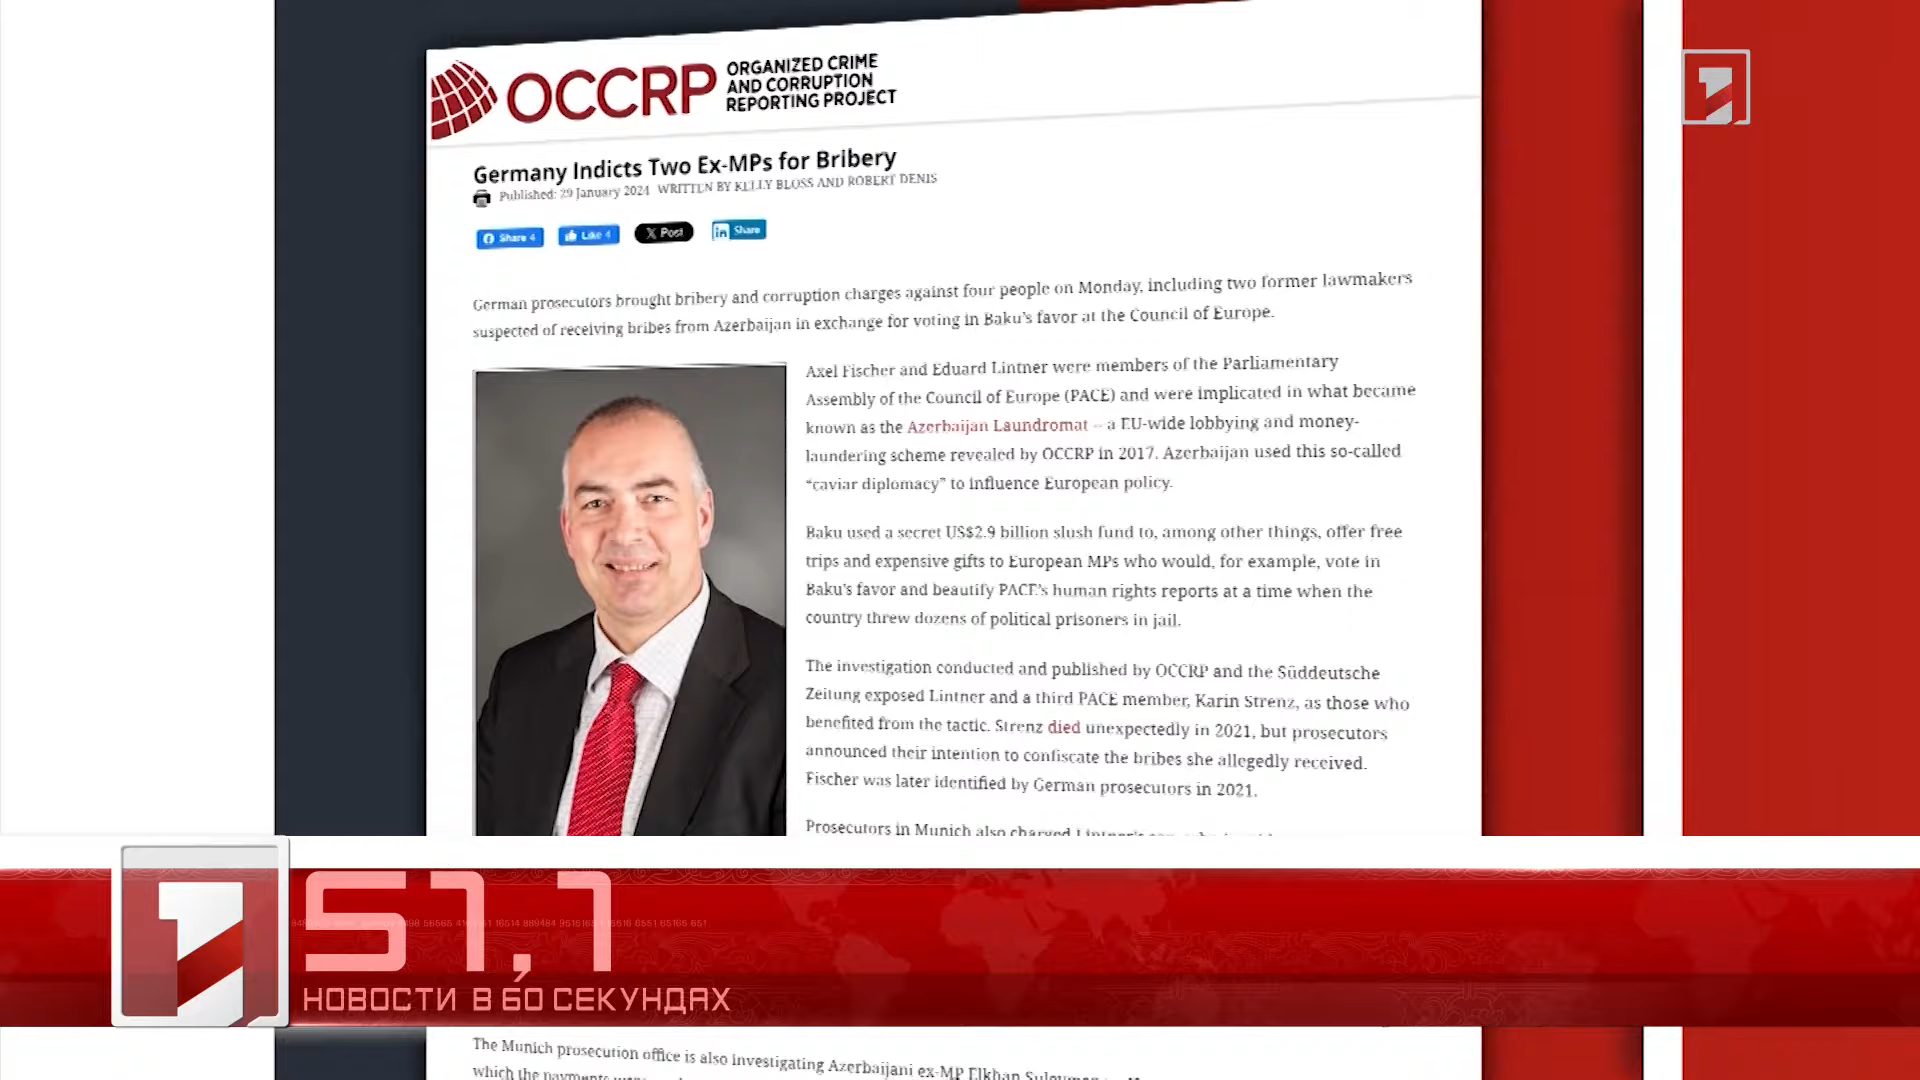 OCCRP
ORGANIZED CRIME
AND CORRUPTION
REPORTING PROJECT
Germany Indicts Two Ex-MPs for Bribery
Published: 29 January 2024 WRITTEN BY KELLY BLOSS AND ROBERT DENIS
Share 4 Like 4 X Post in Share
German prosecutors brought bribery and corruption charges against four people on Monday, including two former lawmakers
suspected of receiving bribes from Azerbaijan in exchange for voting in Baku's favor at the Council of Europe.
Axel Fischer and Eduard Lintner were members of the Parliamentary
Assembly of the Council of Europe (PACE) and were implicated in what became
known as the Azerbaijan Laundromat – a EU-wide lobbying and money-
laundering scheme revealed by OCCRP in 2017. Azerbaijan used this so-called
“caviar diplomacy” to influence European policy.
Baku used a secret US$2.9 billion slush fund to, among other things, offer free
trips and expensive gifts to European MPs who would, for example, vote in
Baku's favor and beautify PACE's human rights reports at a time when the
country threw dozens of political prisoners in jail.
The investigation conducted and published by OCCRP and the Süddeutsche
Zeitung exposed Lintner and a third PACE member, Karin Strenz, as those who
benefited from the tactic. Strenz died unexpectedly in 2021, but prosecutors
announced their intention to confiscate the bribes she allegedly received.
Fischer was later identified by German prosecutors in 2021.
Prosecutors in Munich also charged Lintner's
51,1
НОВОСТИ В 60 СЕКУНДАХ
The Munich prosecution office is also investigating Azerbaijani ex-MP Elkhan
which the payments